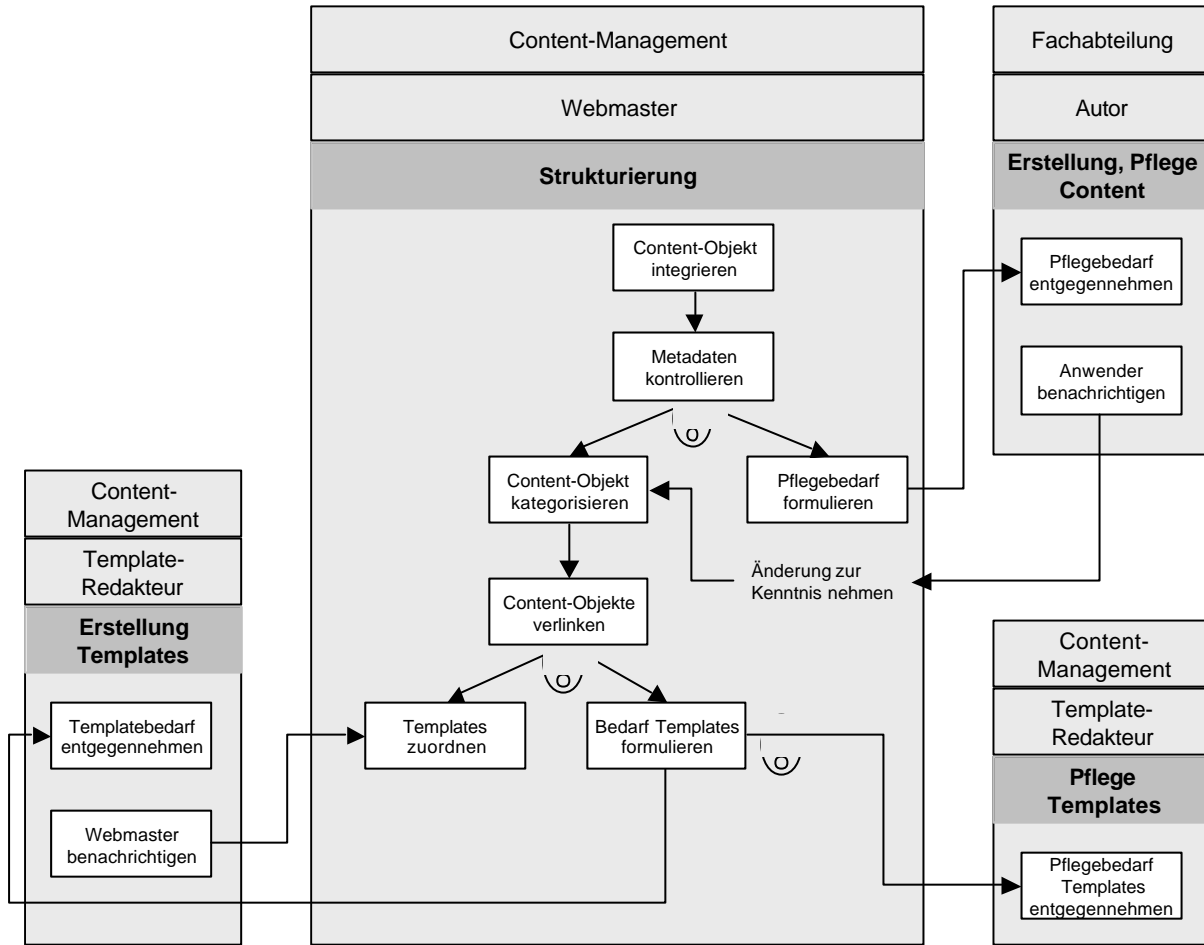 Content-Management
Webmaster
Strukturierung
Content-Objekt
integrieren
Metadaten
kontrollieren
O
Content-Objekt
kategorisieren
Pflegebedarf
formulieren
Änderung zur
Kenntnis nehmen
Content-Objekte
verlinken
O
Templates
zuordnen
Bedarf Templates
formulieren
O
Fachabteilung
Autor
Erstellung, Pflege
Content
Pflegebedarf
entgegennehmen
Anwender
benachrichtigen
Content-
Management
Template-
Redakteur
Erstellung
Templates
Templatebedarf
entgegennehmen
Webmaster
benachrichtigen
Content-
Management
Template-
Redakteur
Pflege
Templates
Pflegebedarf
Templates
entgegennehmen